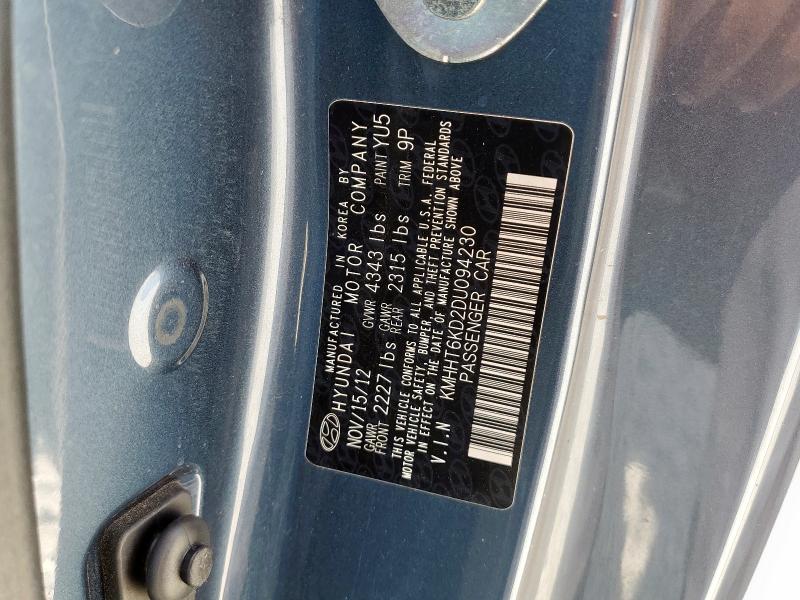 MANUFACTURED IN KOREA BY
HYUNDAI MOTOR COMPANY
NOV/15/12 GVWR 4343 lbs PAINT YU5
GAWR FRONT 2227 lbs GAWR REAR 2315 lbs TRIM 9P
THIS VEHICLE CONFORMS TO ALL APPLICABLE U.S.A. FEDERAL
MOTOR VEHICLE SAFETY, BUMPER, AND THEFT PREVENTION STANDARDS
IN EFFECT ON THE DATE OF MANUFACTURE SHOWN ABOVE
V.I.N KMHHT6KD2DU094230
PASSENGER CAR